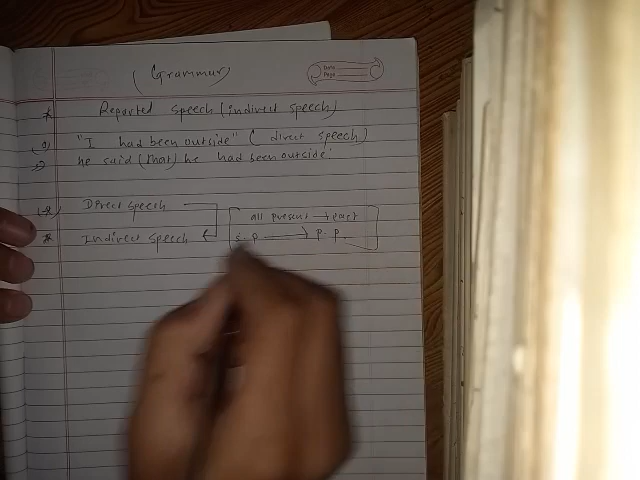 (Grammar)
Date
Page
* Reported speech (indirect speech)
"I had been outside" (direct speech)
he said (that) he had been outside.
Direct speech
all present → past
* Indirect speech ← s. p → p. p